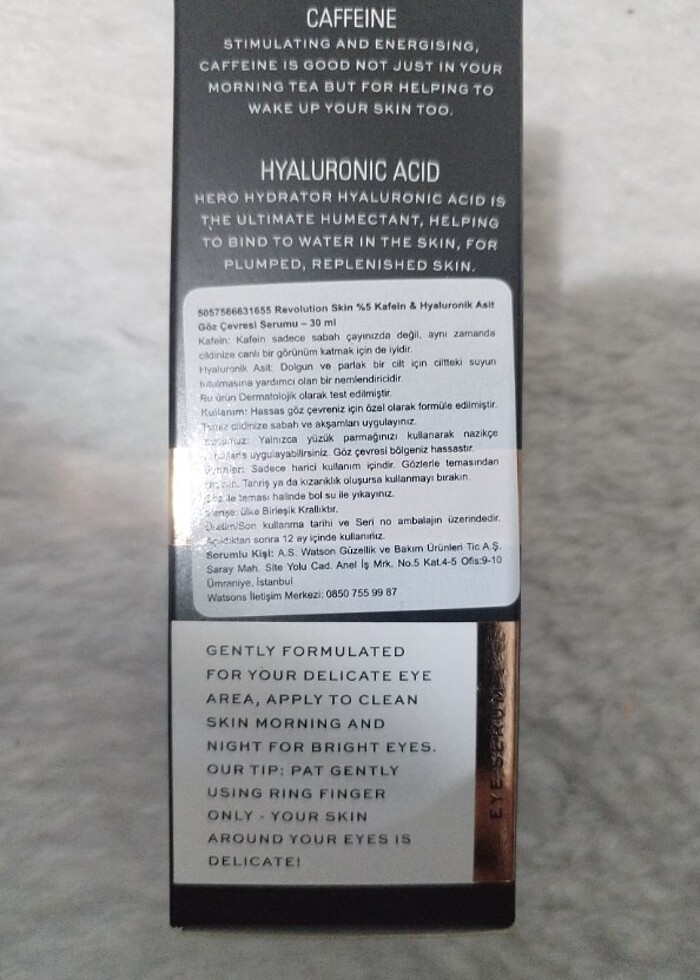 CAFFEINE
STIMULATING AND ENERGISING,
CAFFEINE IS GOOD NOT JUST IN YOUR
MORNING TEA BUT FOR HELPING TO
WAKE UP YOUR SKIN TOO.
HYALURONIC ACID
HERO HYDRATOR HYALURONIC ACID IS
THE ULTIMATE HUMECTANT, HELPING
TO BIND TO WATER IN THE SKIN, FOR
PLUMPED, REPLENISHED SKIN.
5057566631655 Revolution Skin %5 Kafein & Hyaluronik Asit
Göz Çevresi Serumu – 30 ml
Kafein: Kafein sadece sabah çayınızda değil, aynı zamanda
cildinize canlı bir görünüm katmak için de iyidir.
Hyaluronik Asit: Dolgun ve parlak bir cilt için ciltteki suyun
tutulmasına yardımcı olan bir nemlendiricidir.
Bu ürün Dermatolojik olarak test edilmiştir.
Kullanım: Hassas göz çevreniz için özel olarak formüle edilmiştir.
Temiz cildinize sabah ve akşamları uygulayınız.
Yalnızca yüzük parmağınızı kullanarak nazikçe
uygulayabilirsiniz. Göz çevresi bölgeniz hassastır.
Sadece harici kullanım içindir. Gözlerle temasından
Tahriş ya da kızarıklık oluşursa kullanmayı bırakın.
Göz ile teması halinde bol su ile yıkayınız.
ülke Birleşik Krallıktır.
Üretim/Son kullanma tarihi ve Seri no ambalajın üzerindedir.
Açıldıktan sonra 12 ay içinde kullanınız.
Sorumlu Kişi: A.S. Watson Güzellik ve Bakım Ürünleri Tic A.Ş.
Saray Mah. Site Yolu Cad. Anel İş Mrk. No.5 Kat.4-5 Ofis:9-10
Ümraniye, İstanbul
Watsons İletişim Merkezi: 0850 755 99 87
GENTLY FORMULATED
FOR YOUR DELICATE EYE
AREA, APPLY TO CLEAN
SKIN MORNING AND
NIGHT FOR BRIGHT EYES.
OUR TIP: PAT GENTLY
USING RING FINGER
ONLY - YOUR SKIN
AROUND YOUR EYES IS
DELICATE!
EYE SERUM